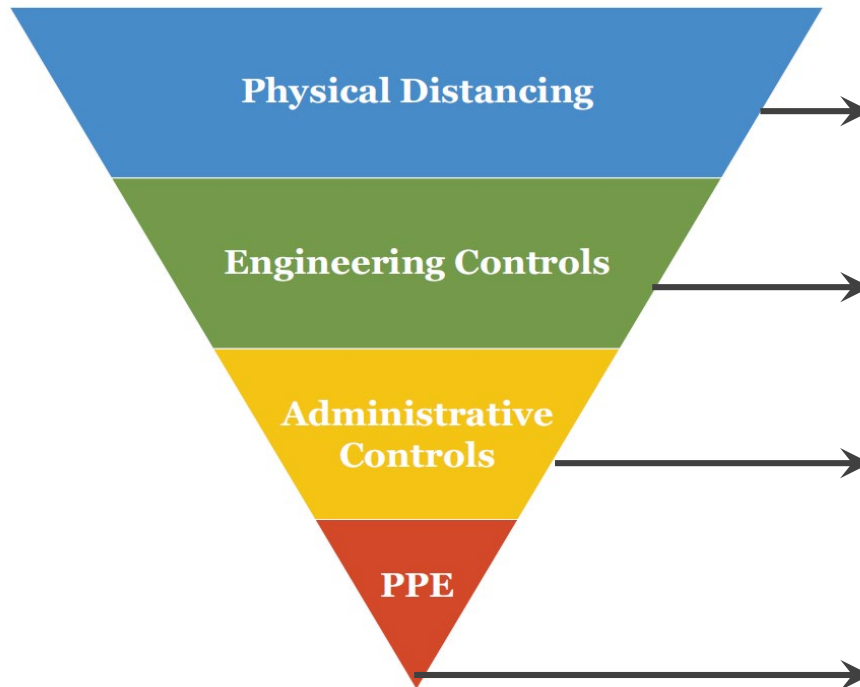 Physical Distancing
Engineering Controls
Administrative
Controls
PPE